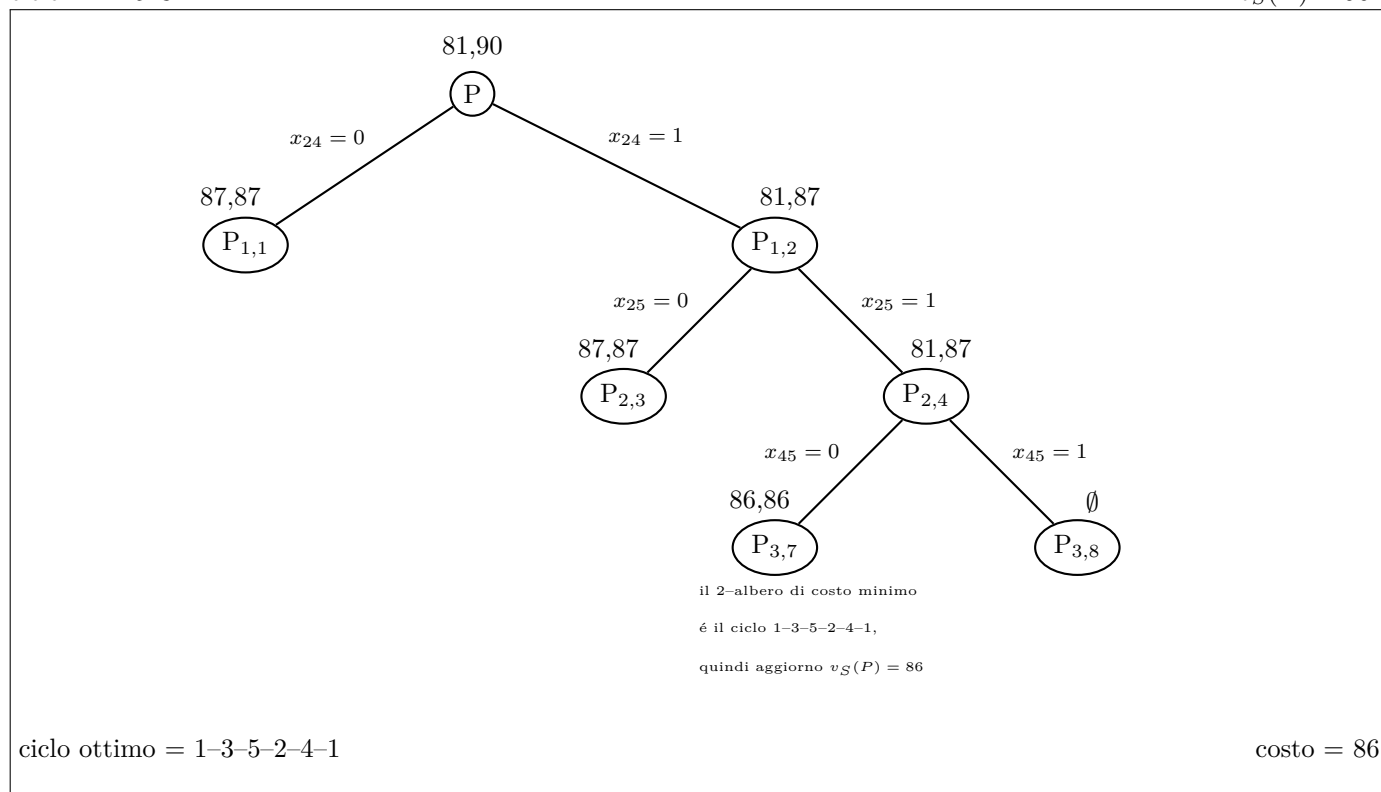 81,90
P
x₂₄ = 0
x₂₄ = 1
87,87
81,87
P₁,₁
P₁,₂
x₂₅ = 0
x₂₅ = 1
87,87
81,87
P₂,₃
P₂,₄
x₄₅ = 0
x₄₅ = 1
86,86
∅
P₃,₇
P₃,₈
il 2–albero di costo minimo
é il ciclo 1–3–5–2–4–1,
quindi aggiorno v_S(P) = 86
ciclo ottimo = 1–3–5–2–4–1
costo = 86